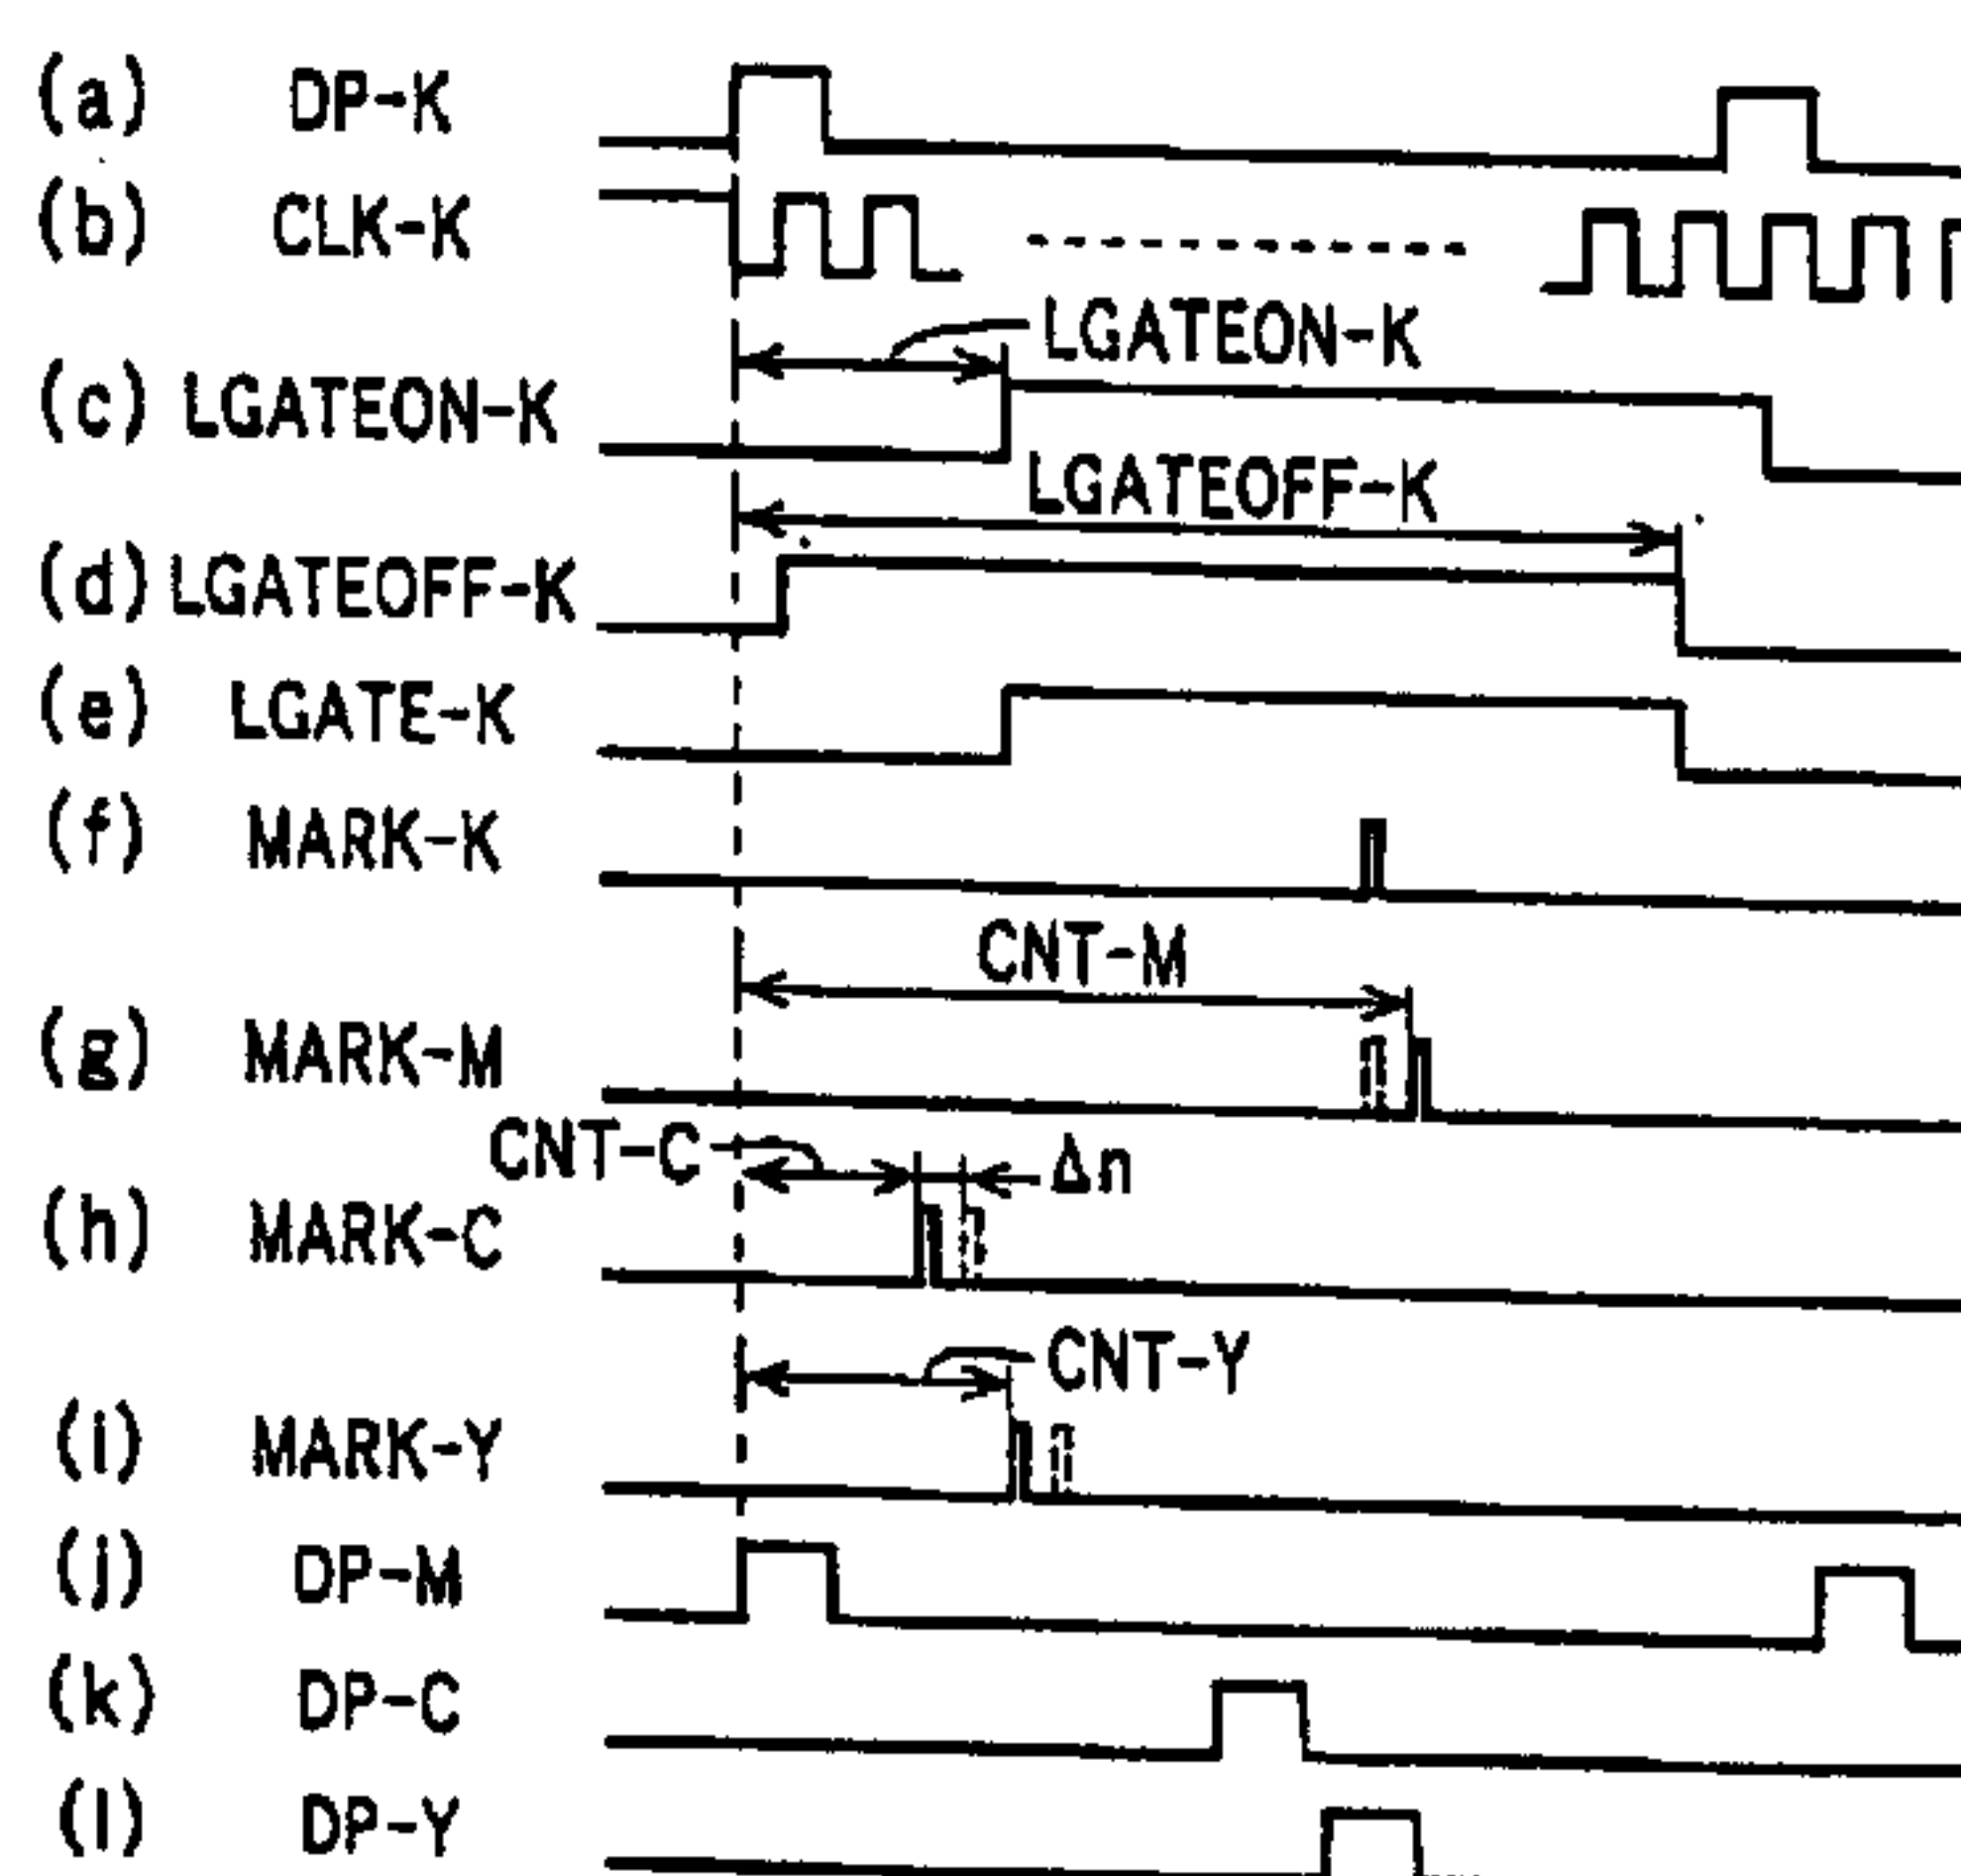 (a) DP-K
(b) CLK-K
LGATEON-K
(c) LGATEON-K
LGATEOFF-K
(d) LGATEOFF-K
(e) LGATE-K
(f) MARK-K
CNT-M
(g) MARK-M
CNT-C Δn
(h) MARK-C
CNT-Y
(i) MARK-Y
(j) DP-M
(k) DP-C
(l) DP-Y